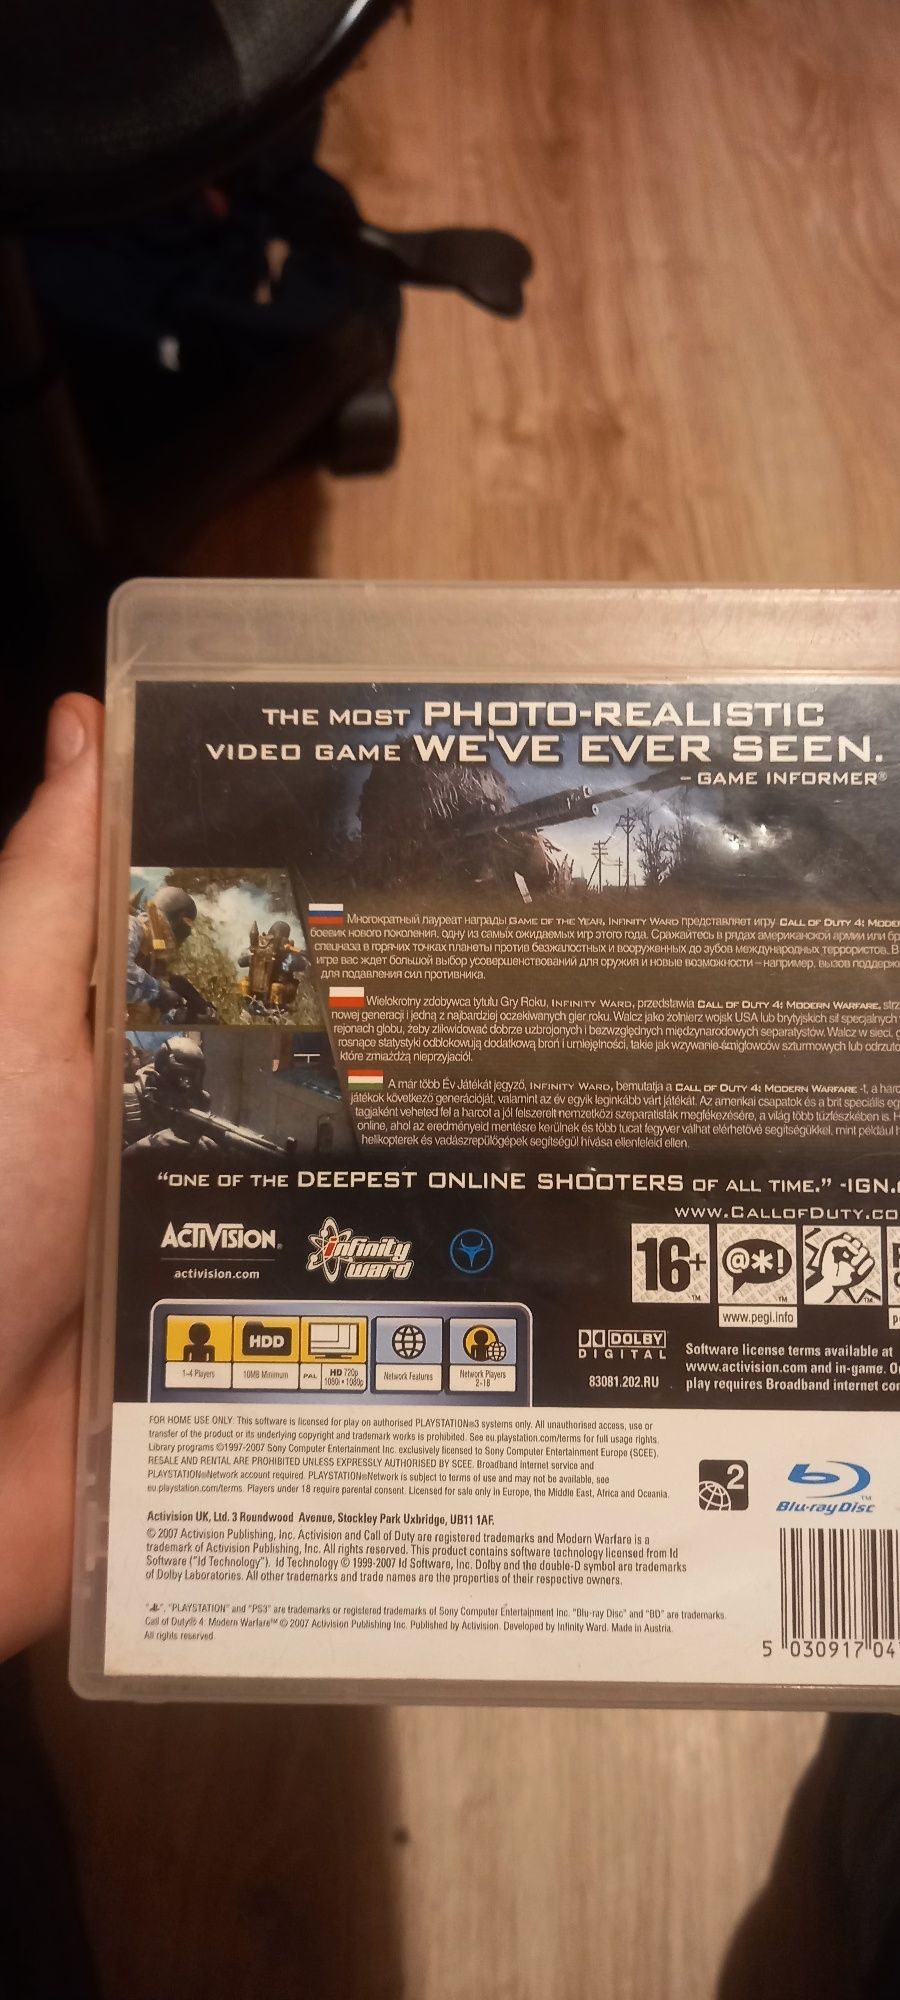 THE MOST PHOTO-REALISTIC
VIDEO GAME WE'VE EVER SEEN.
– GAME INFORMER®
Многократный лауреат награды GAME OF THE YEAR, INFINITY WARD представляет игру CALL OF DUTY 4:
боевик нового поколения, одну из самых ожидаемых игр этого года. Сражайтесь в рядах американской армии или
спецназа в горячих точках планеты против безжалостных и вооруженных до зубов международных террористов. В
игре вас ждет большой выбор усовершенствований для оружия и новые возможности – например, вызов
для подавления сил противника.
Wielokrotny zdobywca tytułu Gry Roku, INFINITY WARD, przedstawia CALL OF DUTY 4: MODERN WARFARE,
nowej generacji i jedną z najbardziej oczekiwanych gier roku. Walcz jako żołnierz wojsk USA lub brytyjskich sił specjalnych
rejonach globu, żeby zlikwidować dobrze uzbrojonych i bezwzględnych międzynarodowych separatystów. Walcz w sieci,
rosnące statystyki odblokowują dodatkową broń i umiejętności, takie jak wzywanie śmigłowców szturmowych lub
które zmiażdżą nieprzyjaciół.
A már több Év Játékát jegyző, INFINITY WARD, bemutatja a CALL OF DUTY 4: MODERN WARFARE -t, a
játékok következő generációját, valamint az év egyik leginkább várt játékát. Az amerikai csapatok és a brit speciális
tagjaként veheted fel a harcot a jól felszerelt nemzetközi szeparatisták megfékezésére, a világ több tűzfészkében is.
online, ahol az eredményeid mentésre kerülnek és több tucat fegyver válhat elérhetővé segítségükkel, mint például
helikopterek és vadászrepülőgépek segítségül hívása ellenfeleid ellen.
"ONE OF THE DEEPEST ONLINE SHOOTERS OF ALL TIME." -IGN.
WWW.CALLOFDUTY.CO
ACTIVISION®
activision.com
infinity
ward
16+
TM
@*!
TM
TM
www.pegi.info
HDD
1-4 Players
10MB Minimum
PAL
HD 720p
1080i • 1080p
Network Features
Network Players
2-18
DOLBY
DIGITAL
83081.202.RU
Software license terms available at
www.activision.com and in-game.
play requires Broadband internet
FOR HOME USE ONLY. This software is licensed for play on authorised PLAYSTATION®3 systems only. All unauthorised access, use or
transfer of the product or its underlying copyright and trademark works is prohibited. See eu.playstation.com/terms for full usage rights.
Library programs ©1997-2007 Sony Computer Entertainment Inc. exclusively licensed to Sony Computer Entertainment Europe (SCEE).
RESALE AND RENTAL ARE PROHIBITED UNLESS EXPRESSLY AUTHORISED BY SCEE. Broadband internet service and
PLAYSTATION®Network account required. PLAYSTATION®Network is subject to terms of use and may not be available, see
eu.playstation.com/terms. Players under 18 require parental consent. Licensed for sale only in Europe, the Middle East, Africa and Oceania.
2
Blu-ray Disc
TM
Activision UK, Ltd. 3 Roundwood Avenue, Stockley Park Uxbridge, UB11 1AF.
© 2007 Activision Publishing, Inc. Activision and Call of Duty are registered trademarks and Modern Warfare is a
trademark of Activision Publishing, Inc. All rights reserved. This product contains software technology licensed from Id
Software ("Id Technology"). Id Technology © 1999-2007 Id Software, Inc. Dolby and the double-D symbol are trademarks
of Dolby Laboratories. All other trademarks and trade names are the properties of their respective owners.
"PLAYSTATION" and "PS3" are trademarks or registered trademarks of Sony Computer Entertainment Inc. "Blu-ray Disc" and "BD" are trademarks.
Call of Duty® 4: Modern Warfare™ © 2007 Activision Publishing Inc. Published by Activision. Developed by Infinity Ward. Made in Austria.
All rights reserved.
5 030917 04